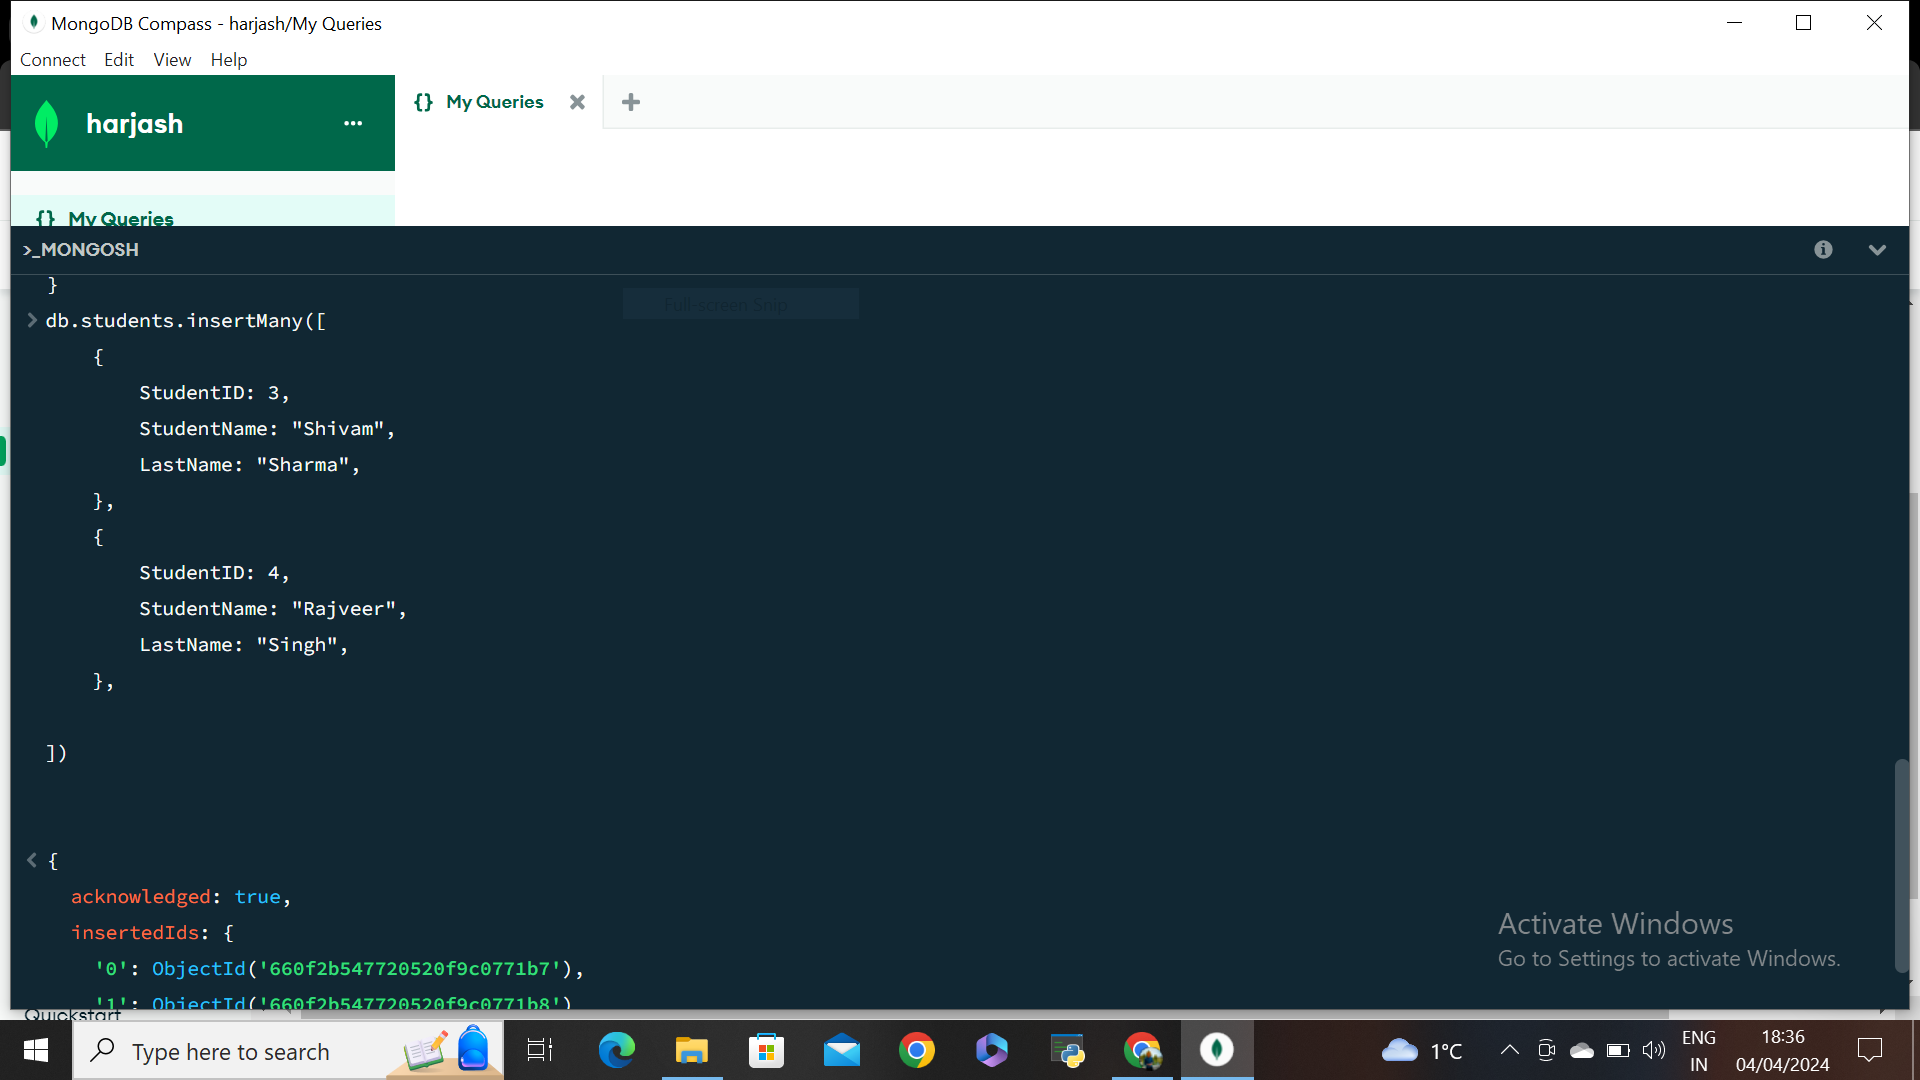 MongoDB Compass - harjash/My Queries
Connect Edit View Help
harjash ...
{} My Queries
{} My Queries
>_MONGOSH
}
Full-screen Snip
db.students.insertMany([
{
StudentID: 3,
StudentName: "Shivam",
LastName: "Sharma",
},
{
StudentID: 4,
StudentName: "Rajveer",
LastName: "Singh",
},
])
{
acknowledged: true,
insertedIds: {
'0': ObjectId('660f2b547720520f9c0771b7'),
'1': ObjectId('660f2b547720520f9c0771b8')
Activate Windows
Go to Settings to activate Windows.
Quickstart
Type here to search
1°C
ENG
IN
18:36
04/04/2024